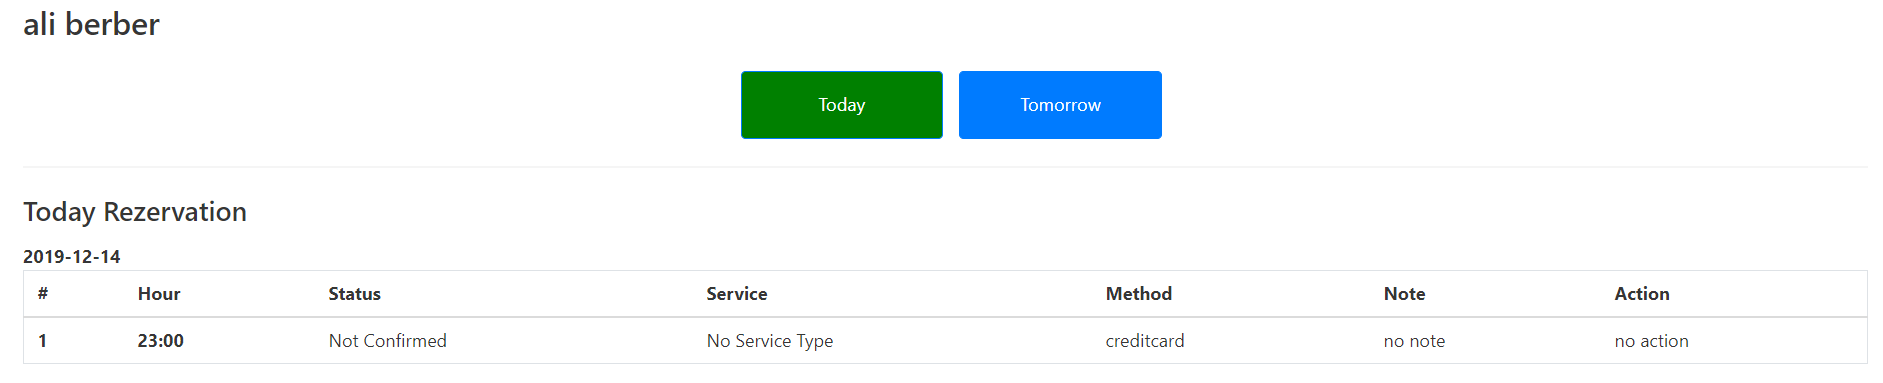 ali berber
Today Tomorrow
Today Rezervation
2019-12-14
# Hour Status Service Method Note Action
1 23:00 Not Confirmed No Service Type creditcard no note no action